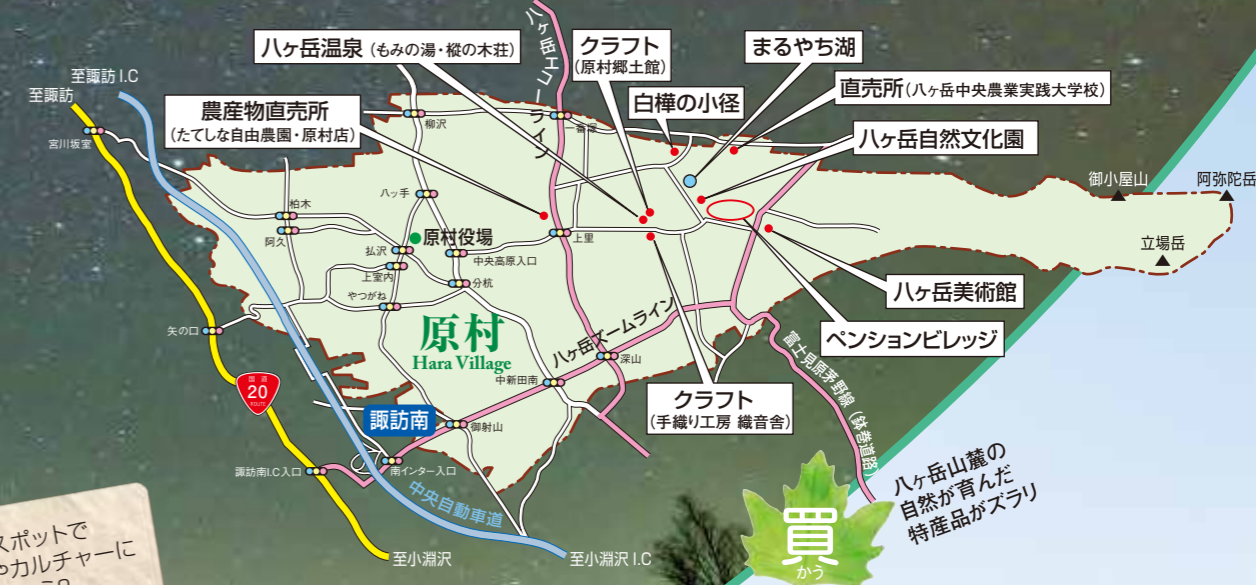 八ヶ岳エコーライン
八ヶ岳温泉(もみの湯・樅の木荘)
クラフト
(原村郷土館)
まるやち湖
至諏訪I.C
至諏訪
農産物直売所
(たてしな自由農園・原村店)
白樺の小径
直売所(八ヶ岳中央農業実践大学校)
八ヶ岳自然文化園
宮川坂室
柳沢
御小屋山
阿弥陀岳
八ッ手
柏木
阿久
原村役場
払沢
上里
立場岳
中央高原入口
上室内
分杭
やつがね
八ヶ岳美術館
矢の口
原村
Hara Village
八ヶ岳ズームライン
ペンションビレッジ
富士見原茅野線(鉢巻道路)
深山
中新田南
国道
20
ROUTE
クラフト
(手織り工房 織音舎)
諏訪南
御射山
諏訪南I.C入口
南インター入口
中央自動車道
八ヶ岳山麓の
自然が育んだ
特産品がズラリ
買
かう
スポットで
やカルチャーに
至小淵沢
至小淵沢I.C